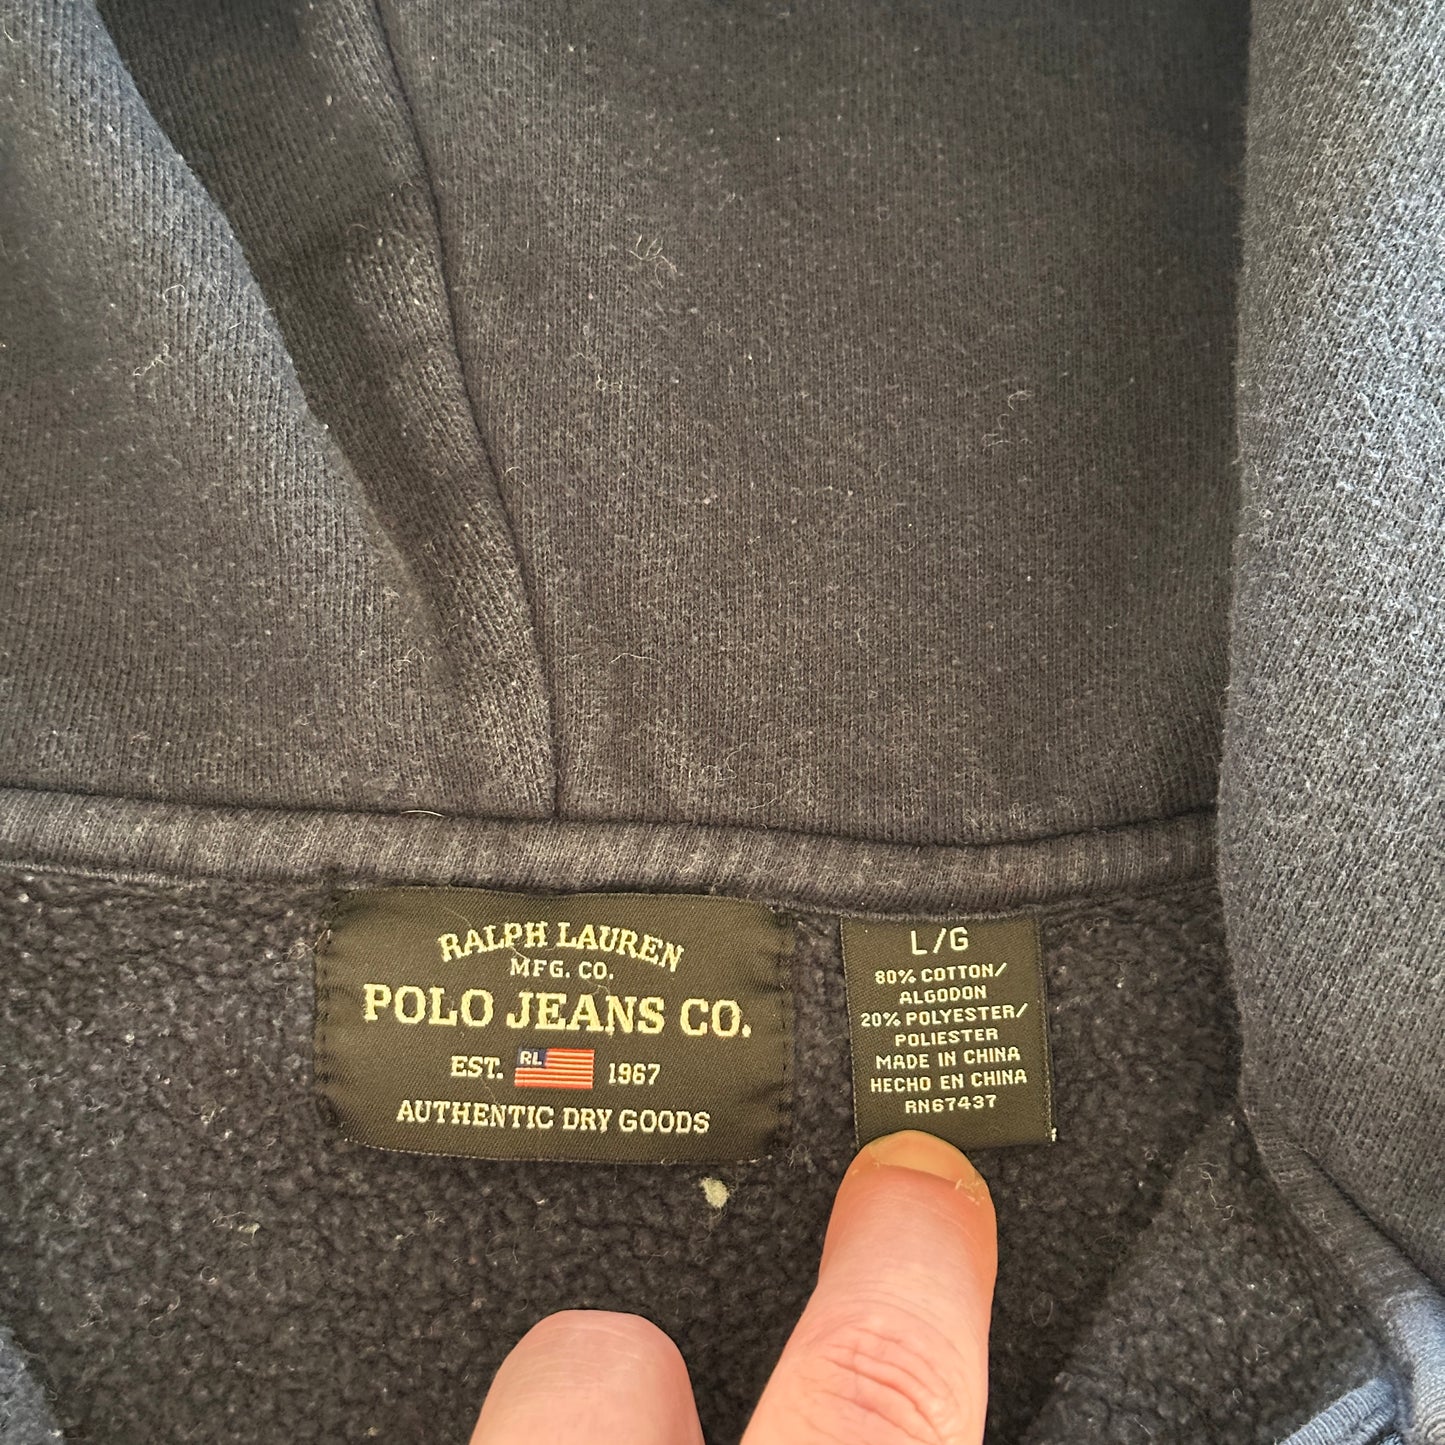 RALPH LAUREN
MFG. CO.
POLO JEANS CO.
EST. RL 1967
AUTHENTIC DRY GOODS
L/G
80% COTTON/
ALGODON
20% POLYESTER/
POLIESTER
MADE IN CHINA
HECHO EN CHINA
RN67437